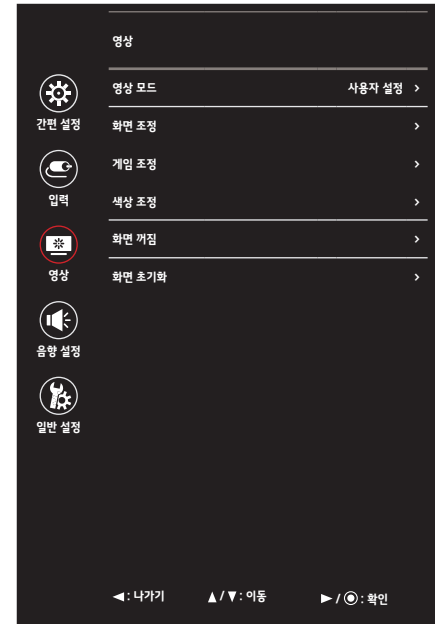 영상
간편 설정
입력
영상
음향 설정
일반 설정
영상 모드 사용자 설정 >
화면 조정 >
게임 조정 >
색상 조정 >
화면 꺼짐 >
화면 초기화 >
◄ : 나가기 ▲ / ▼ : 이동 ► / ◉ : 확인